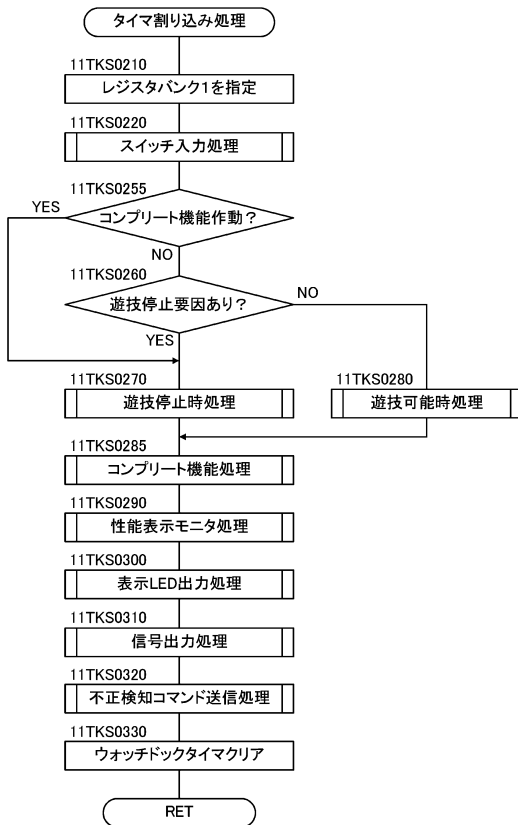 タイマ割り込み処理
11TKS0210
レジスタバンク1を指定
11TKS0220
スイッチ入力処理
11TKS0255
YES
コンプリート機能作動?
NO
11TKS0260
遊技停止要因あり?
NO
YES
11TKS0270
遊技停止時処理
11TKS0280
遊技可能時処理
11TKS0285
コンプリート機能処理
11TKS0290
性能表示モニタ処理
11TKS0300
表示LED出力処理
11TKS0310
信号出力処理
11TKS0320
不正検知コマンド送信処理
11TKS0330
ウォッチドックタイマクリア
RET